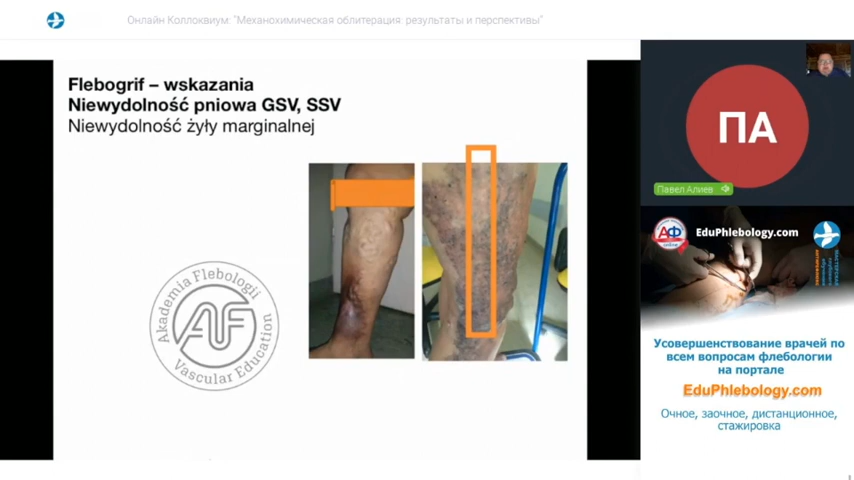 Онлайн Коллоквиум: "Механохимическая облитерация: результаты и перспективы"
Flebogrif – wskazania
Niewydolność pniowa GSV, SSV
Niewydolność żyły marginalnej
Akademia Flebologii
AF
Vascular Education
ПА
Павел Алиев
АФ
EduPhlebology.com
Усовершенствование врачей по
всем вопросам флебологии
на портале
EduPhlebology.com
Очное, заочное, дистанционное,
стажировка